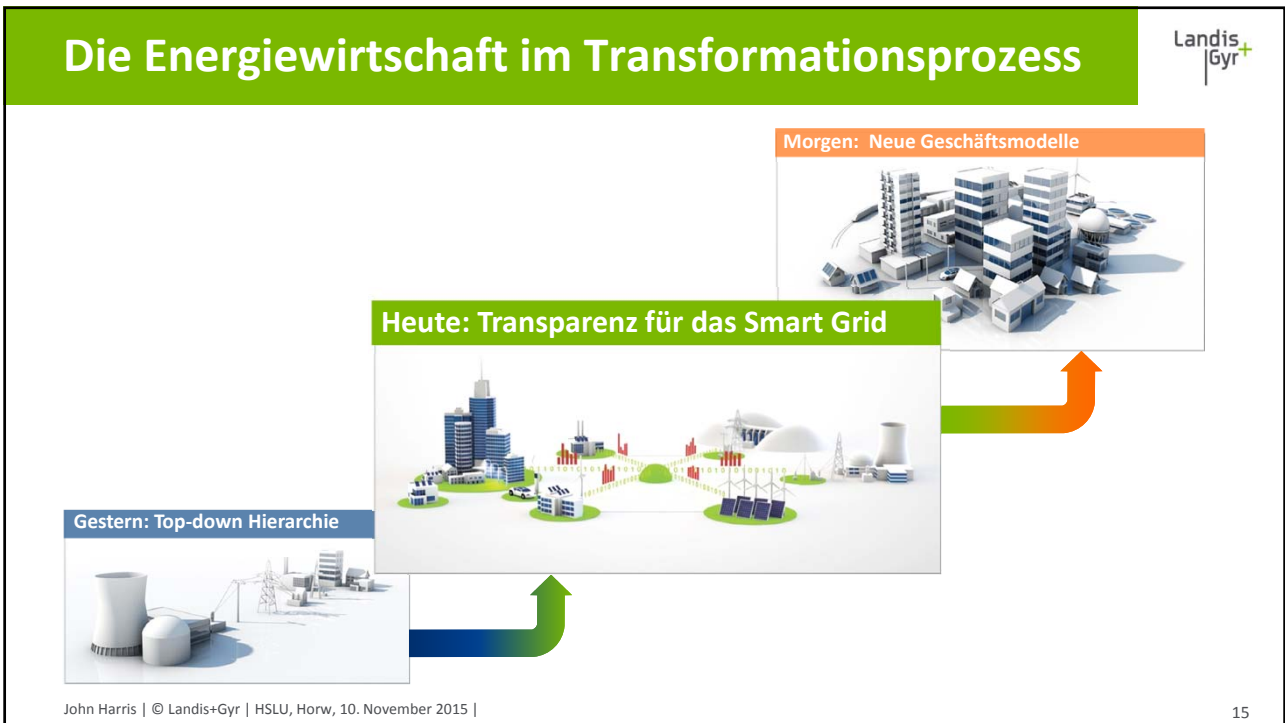 Die Energiewirtschaft im Transformationsprozess
Landis+
Gyr
Morgen: Neue Geschäftsmodelle
Heute: Transparenz für das Smart Grid
Gestern: Top-down Hierarchie
John Harris | © Landis+Gyr | HSLU, Horw, 10. November 2015 |
15